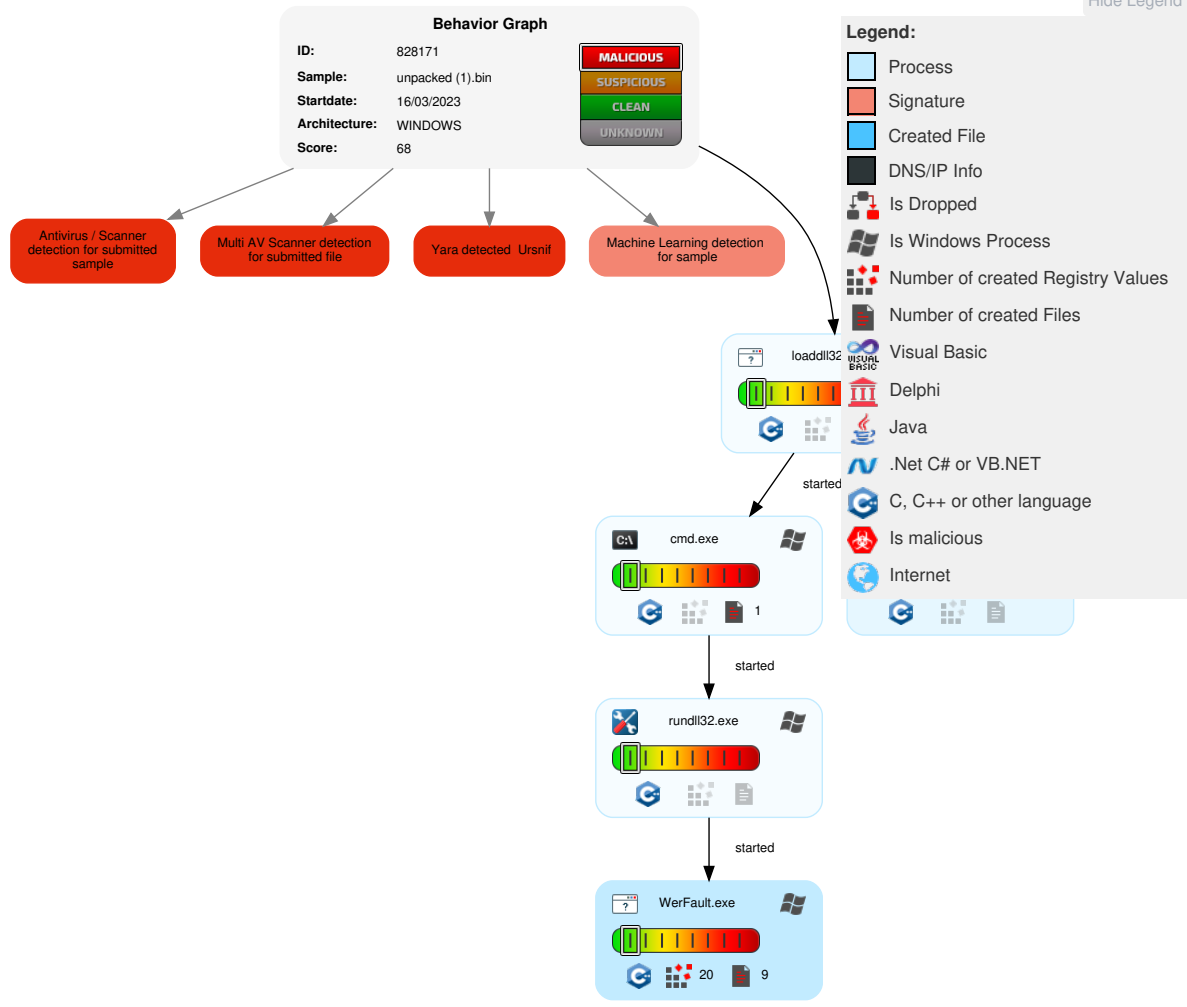 Hide Legend
Behavior Graph
ID: 828171
Sample: unpacked (1).bin
Startdate: 16/03/2023
Architecture: WINDOWS
Score: 68
MALICIOUS
SUSPICIOUS
CLEAN
UNKNOWN
Legend:
Process
Signature
Created File
DNS/IP Info
Is Dropped
Is Windows Process
Number of created Registry Values
Number of created Files
VISUAL
BASIC
Visual Basic
Delphi
Java
.Net C# or VB.NET
C, C++ or other language
Is malicious
Internet
Antivirus / Scanner
detection for submitted
sample
Multi AV Scanner detection
for submitted file
Yara detected Ursnif
Machine Learning detection
for sample
?
loaddll32
started
C:\
cmd.exe
1
started
rundll32.exe
started
?
WerFault.exe
20
9